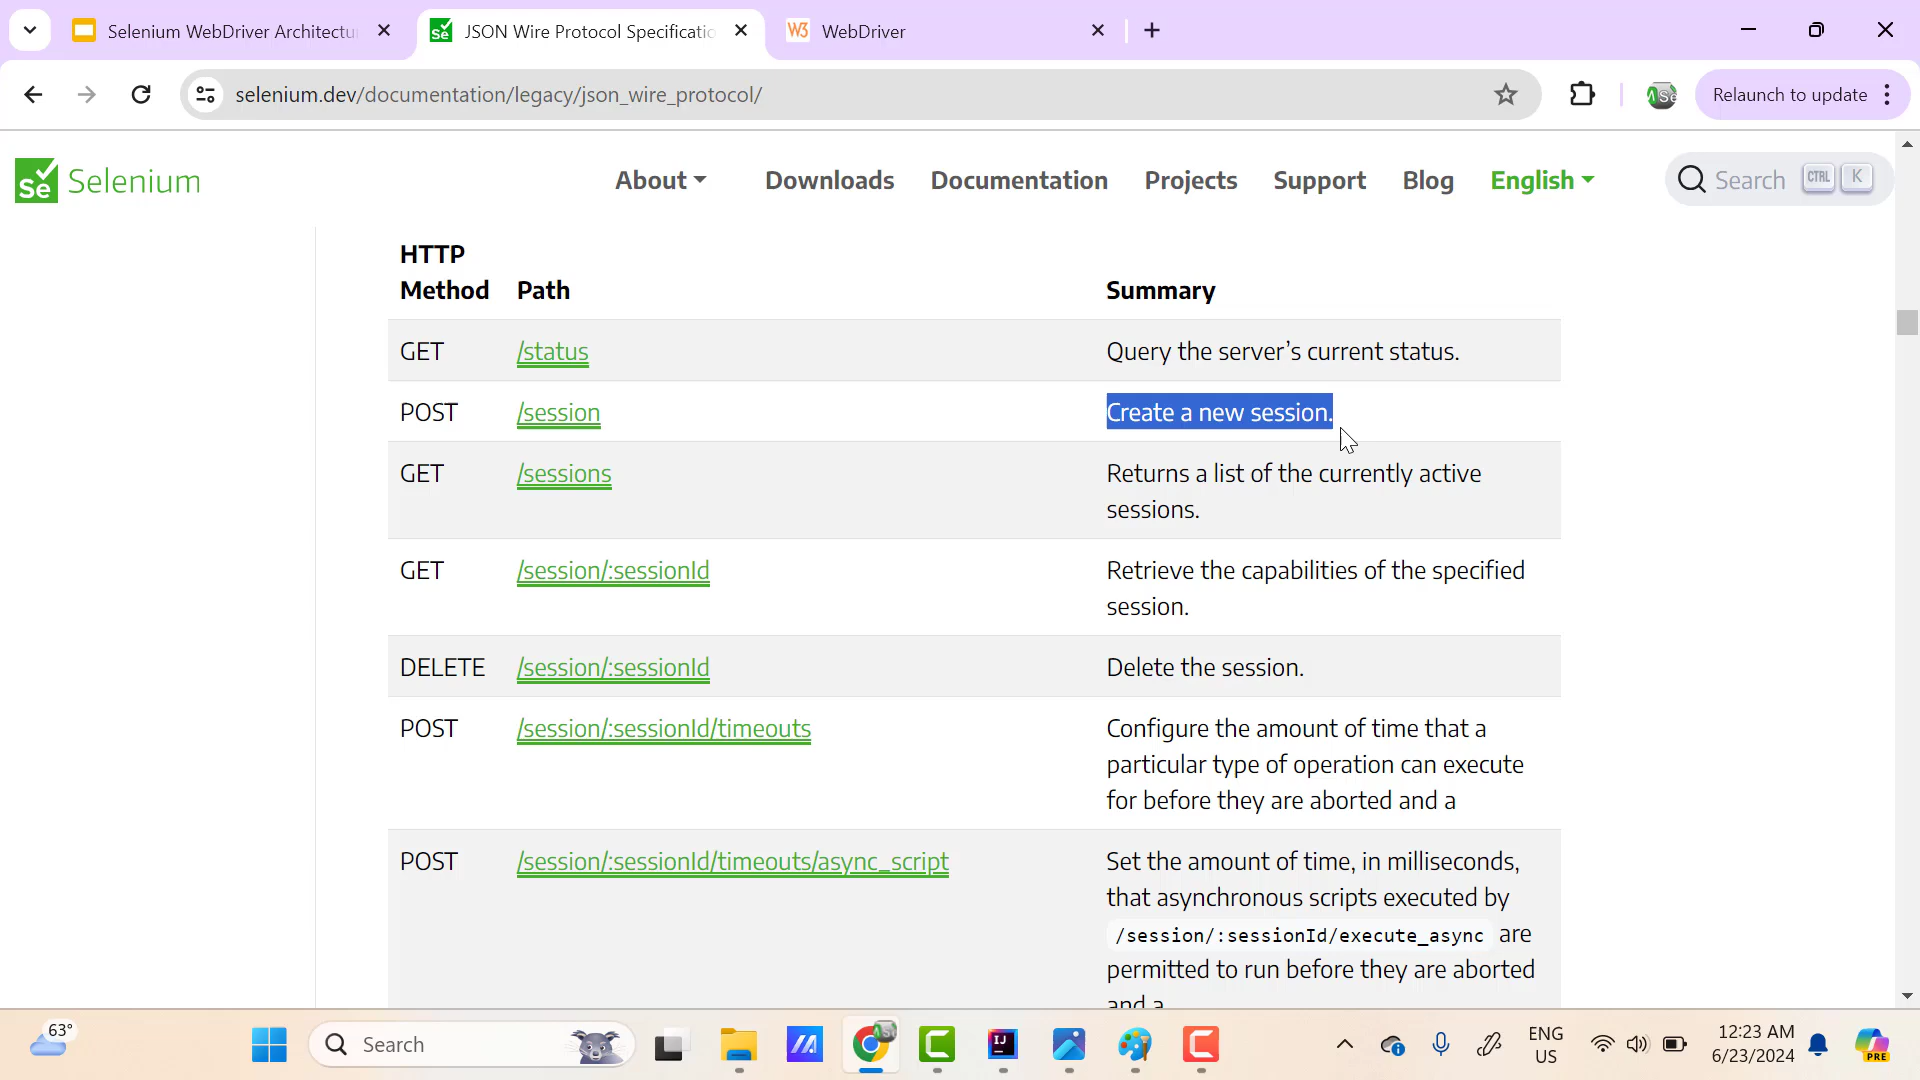 Selenium WebDriver Architectu
JSON Wire Protocol Specificatio
W3 WebDriver
selenium.dev/documentation/legacy/json_wire_protocol/
Relaunch to update
Se Selenium
About
Downloads
Documentation
Projects
Support
Blog
English
Search CTRL K
HTTP
Method Path Summary
GET /status Query the server’s current status.
POST /session Create a new session.
GET /sessions Returns a list of the currently active
sessions.
GET /session/:sessionId Retrieve the capabilities of the specified
session.
DELETE /session/:sessionId Delete the session.
POST /session/:sessionId/timeouts Configure the amount of time that a
particular type of operation can execute
for before they are aborted and a
POST /session/:sessionId/timeouts/async_script Set the amount of time, in milliseconds,
that asynchronous scripts executed by
/session/:sessionId/execute_async are
permitted to run before they are aborted
and a
63°
Search
ENG
US
12:23 AM
6/23/2024
PRE